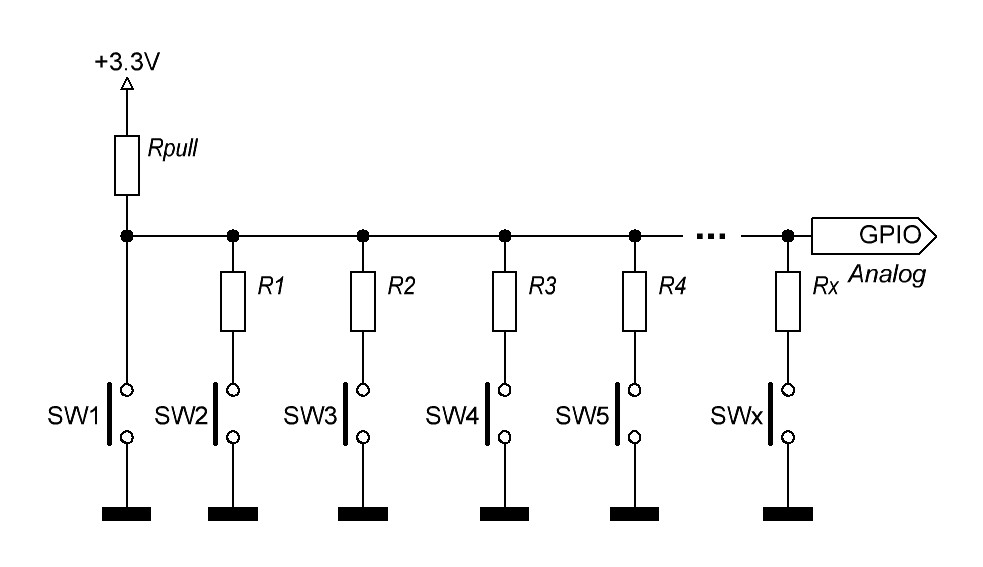 +3.3V
Rpull
GPIO
Analog
R1
R2
R3
R4
Rx
SW1
SW2
SW3
SW4
SW5
SWx